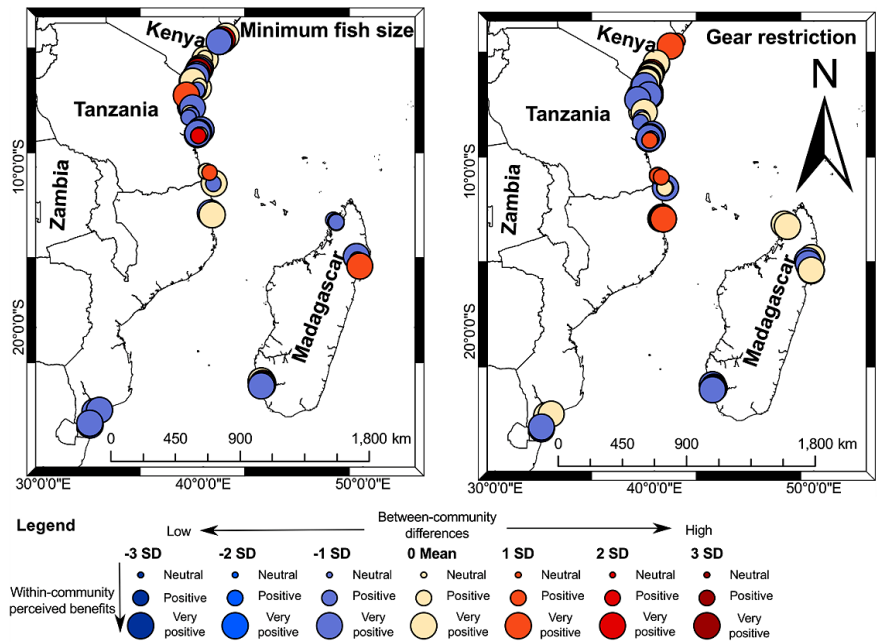 Kenya
Minimum fish size
Tanzania
Zambia
Madagascar
10°0'0"S
20°0'0"S
0 450 900 1,800 km
30°0'0"E 40°0'0"E 50°0'0"E
Kenya
Gear restriction
N
Tanzania
Zambia
Madagascar
10°0'0"S
20°0'0"S
0 450 900 1,800 km
30°0'0"E 40°0'0"E 50°0'0"E
Legend
Low
Between-community
differences
High
-3 SD -2 SD -1 SD 0 Mean 1 SD 2 SD 3 SD
Within-community
perceived benefits
Neutral Neutral Neutral Neutral Neutral Neutral Neutral
Positive Positive Positive Positive Positive Positive Positive
Very Very Very Very Very Very Very
positive positive positive positive positive positive positive